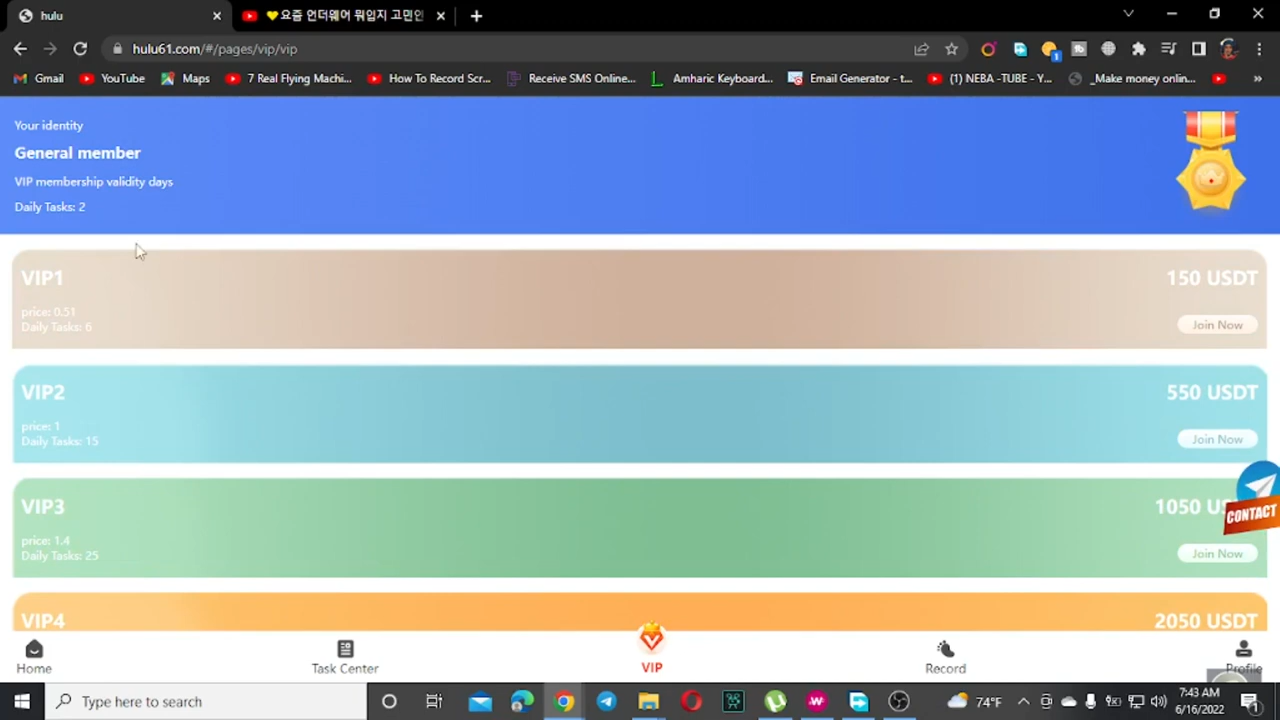 hulu
💛요즘 언더웨어 뭐입지 고민인
hulu61.com/#/pages/vip/vip
1
Gmail
YouTube
Maps
7 Real Flying Machi...
How To Record Scr...
Receive SMS Online...
Amharic Keyboard...
Email Generator - t...
(1) NEBA -TUBE - Y...
_Make money onlin...
»
Your identity
General member
VIP membership validity days
Daily Tasks: 2
VIP1
150 USDT
price: 0.51
Daily Tasks: 6
Join Now
VIP2
550 USDT
price: 1
Daily Tasks: 15
Join Now
VIP3
1050 U
price: 1.4
Daily Tasks: 25
Join Now
CONTACT
VIP4
2050 USDT
Home
Task Center
VIP
Record
Profile
Type here to search
74°F
7:43 AM
6/16/2022
1